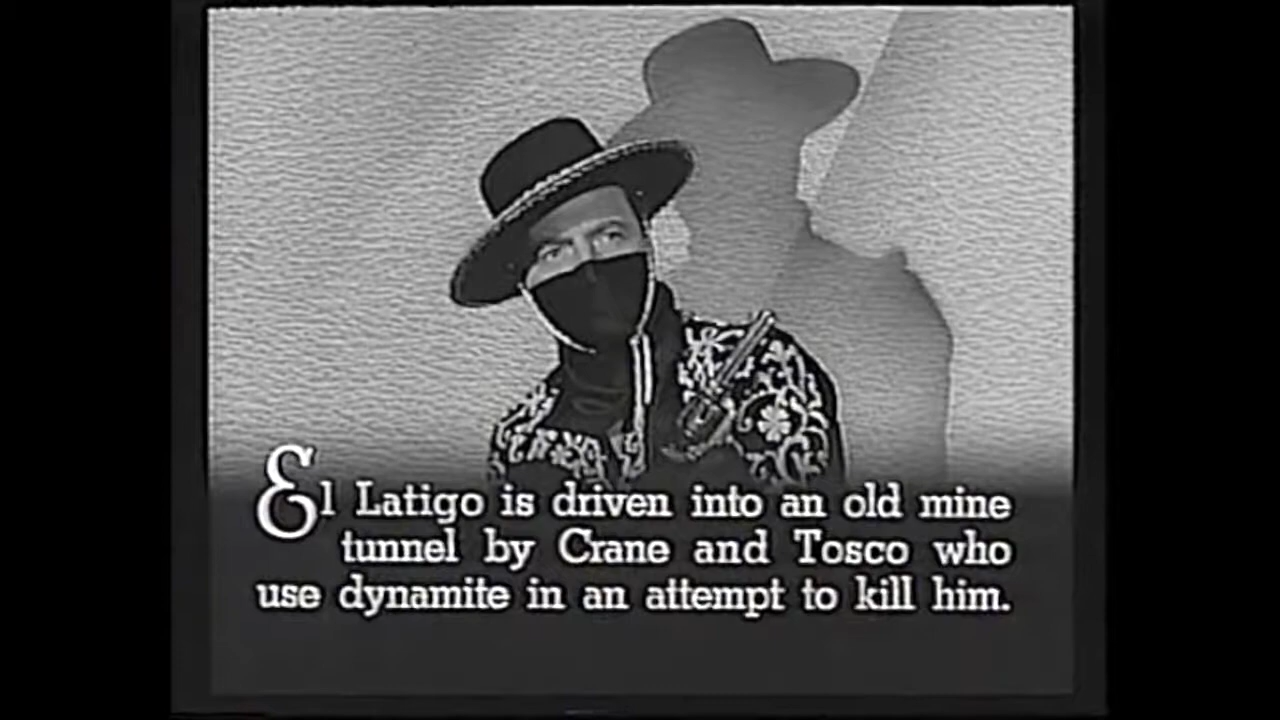 El Latigo is driven into an old mine
tunnel by Crane and Tosco who
use dynamite in an attempt to kill him.